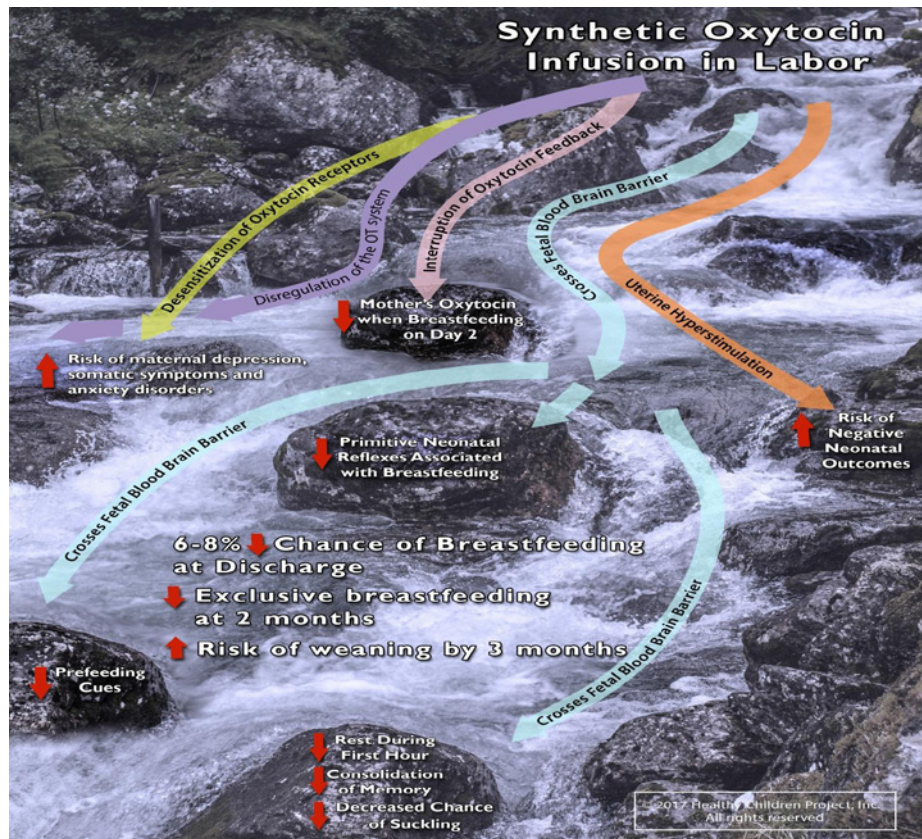 Synthetic Oxytocin
Infusion in Labor
Desensitization of Oxytocin Receptors
Disregulation of the OT system
Interruption of Oxytocin Feedback
Crosses Fetal Blood Brain Barrier
Uterine Hyperstimulation
Mother's Oxytocin
when Breastfeeding
on Day 2
Risk of maternal depression,
somatic symptoms and
anxiety disorders
Risk of
Negative
Neonatal
Outcomes
Crosses Fetal Blood Brain Barrier
Primitive Neonatal
Reflexes Associated
with Breastfeeding
6-8% Chance of Breastfeeding
at Discharge
Exclusive breastfeeding
at 2 months
Risk of weaning by 3 months
Crosses Fetal Blood Brain Barrier
Prefeeding
Cues
Rest During
First Hour
Consolidation
of Memory
Decreased Chance
of Suckling
© 2017 Healthy Children Project, Inc.
All rights reserved